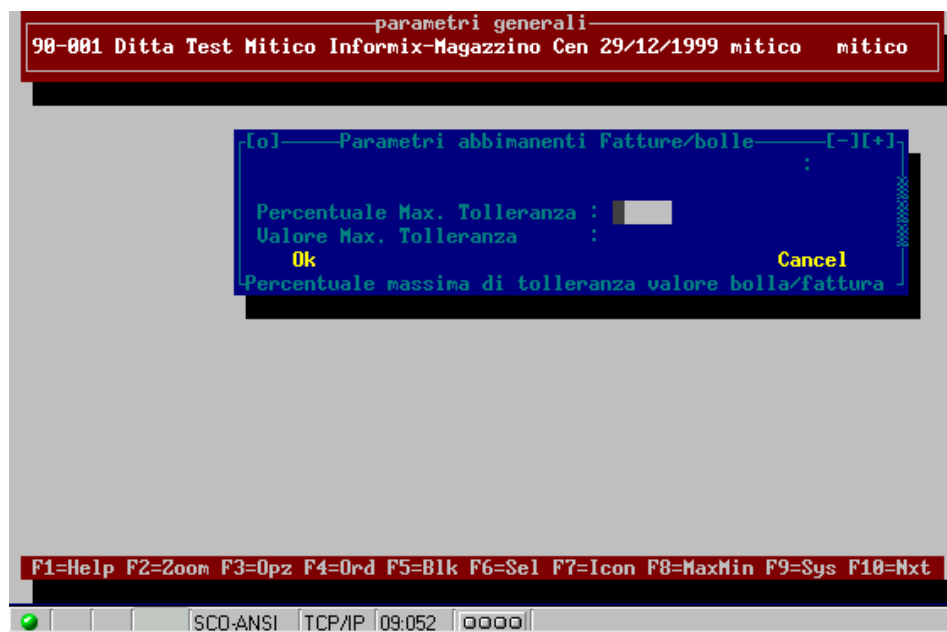 parametri generali
90-001 Ditta Test Mitico Informix-Magazzino Cen 29/12/1999 mitico mitico
[o] Parametri abbimanenti Fatture/bolle [-][+]
:
Percentuale Max. Tolleranza :
Valore Max. Tolleranza :
Ok Cancel
Percentuale massima di tolleranza valore bolla/fattura
F1=Help F2=Zoom F3=Opz F4=Ord F5=Blk F6=Sel F7=Icon F8=MaxMin F9=Sys F10=Nxt
SCO-ANSI TCP/IP 09:052